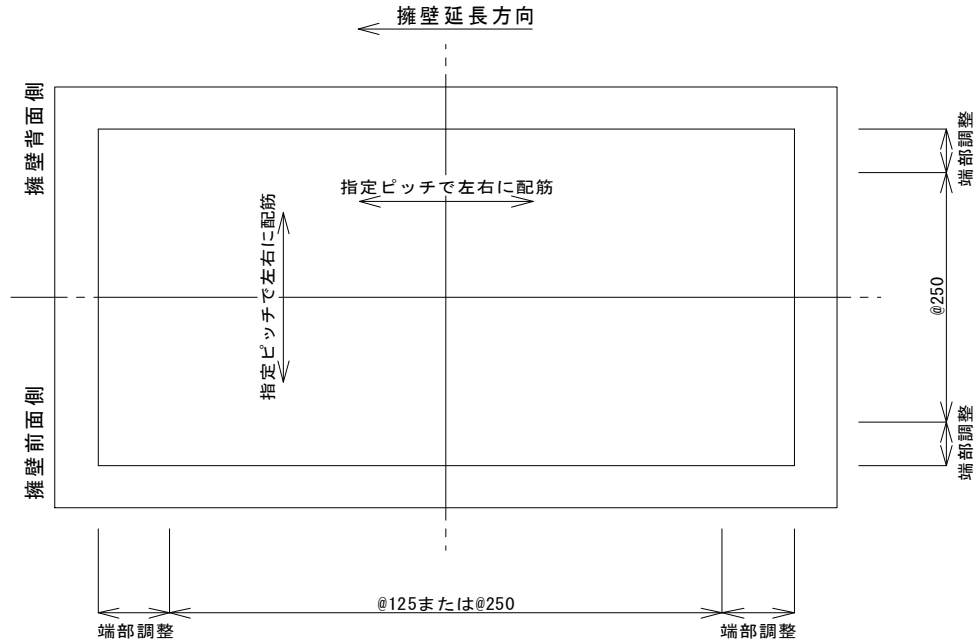 擁壁延長方向
擁壁背面側
端部調整
指定ピッチで左右に配筋
指定ピッチで左右に配筋
@250
擁壁前面側
端部調整
@125または@250
端部調整
端部調整